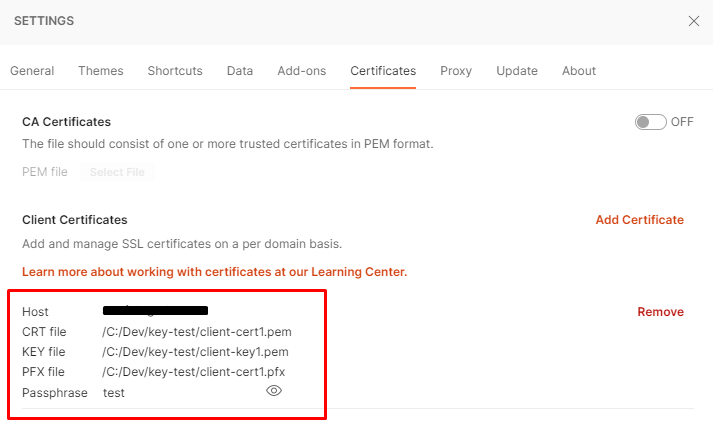 SETTINGS
General Themes Shortcuts Data Add-ons Certificates Proxy Update About
CA Certificates OFF
The file should consist of one or more trusted certificates in PEM format.
PEM file Select File
Client Certificates Add Certificate
Add and manage SSL certificates on a per domain basis.
Learn more about working with certificates at our Learning Center.
Host Remove
CRT file /C:/Dev/key-test/client-cert1.pem
KEY file /C:/Dev/key-test/client-key1.pem
PFX file /C:/Dev/key-test/client-cert1.pfx
Passphrase test